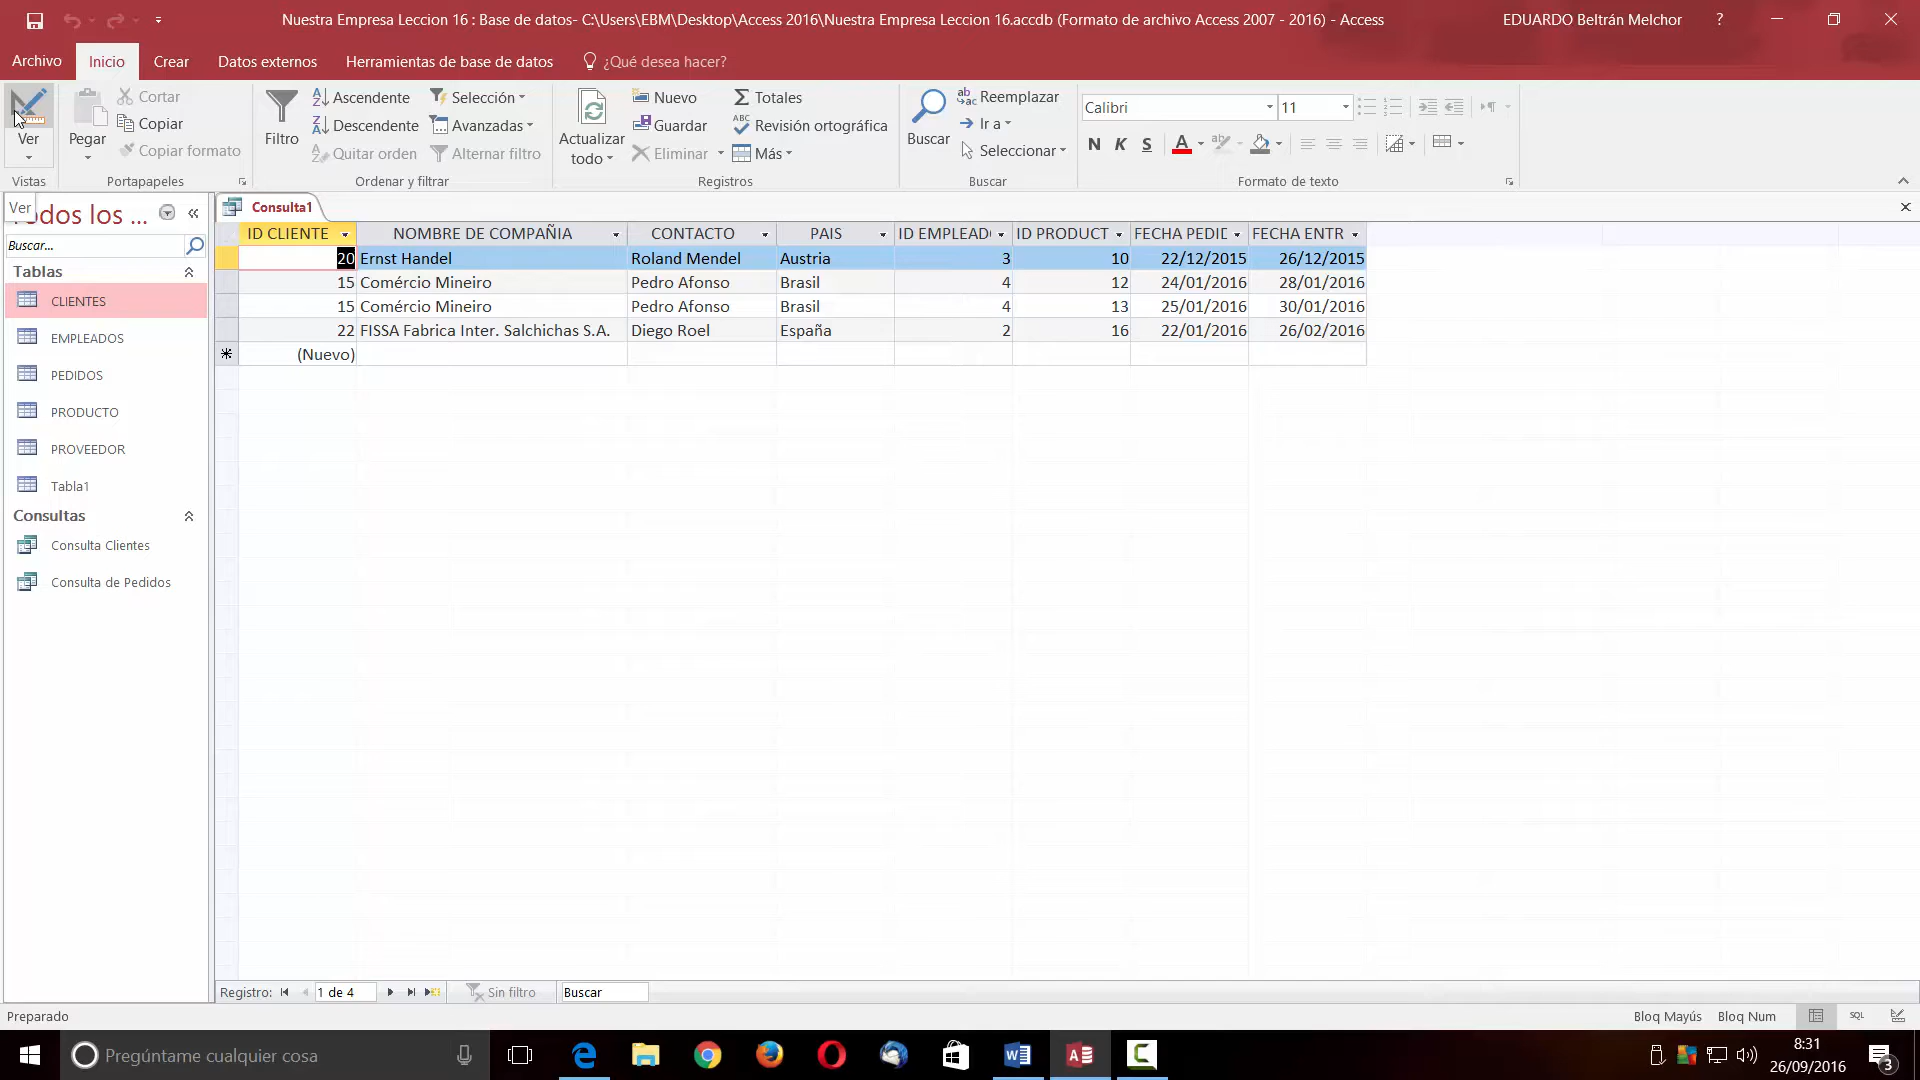 Nuestra Empresa Leccion 16 : Base de datos- C:\Users\EBM\Desktop\Access 2016\Nuestra Empresa Leccion 16.accdb (Formato de archivo Access 2007 - 2016) - Access
EDUARDO Beltrán Melchor ?
Archivo Inicio Crear Datos externos Herramientas de base de datos ¿Qué desea hacer?
Ver
Vistas
Pegar
Cortar
Copiar
Copiar formato
Portapapeles
Filtro
Ascendente
Descendente
Quitar orden
Selección
Avanzadas
Alternar filtro
Ordenar y filtrar
Actualizar
todo
Nuevo
Guardar
Eliminar
Totales
Revisión ortográfica
Más
Registros
Buscar
Reemplazar
Ir a
Seleccionar
Buscar
Calibri 11
N K S A
Formato de texto
Ver
odos los ...
Buscar...
Tablas
CLIENTES
EMPLEADOS
PEDIDOS
PRODUCTO
PROVEEDOR
Tabla1
Consultas
Consulta Clientes
Consulta de Pedidos
Consulta1
ID CLIENTE NOMBRE DE COMPAÑIA CONTACTO PAIS ID EMPLEAD ID PRODUCT FECHA PEDID FECHA ENTR
20 Ernst Handel Roland Mendel Austria 3 10 22/12/2015 26/12/2015
15 Comércio Mineiro Pedro Afonso Brasil 4 12 24/01/2016 28/01/2016
15 Comércio Mineiro Pedro Afonso Brasil 4 13 25/01/2016 30/01/2016
22 FISSA Fabrica Inter. Salchichas S.A. Diego Roel España 2 16 22/01/2016 26/02/2016
(Nuevo)
Registro: 1 de 4 Sin filtro Buscar
Preparado
Bloq Mayús Bloq Num SQL
Pregúntame cualquier cosa
8:31
26/09/2016
3